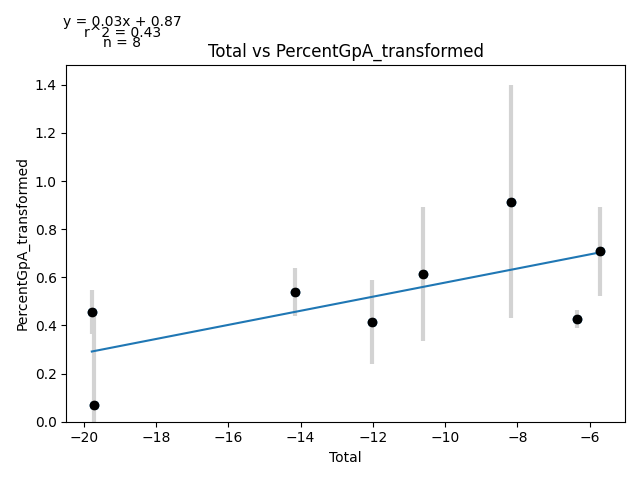 y = 0.03x + 0.87
r^2 = 0.43
n = 8
Total vs PercentGpA_transformed
PercentGpA_transformed
1.4
1.2
1.0
0.8
0.6
0.4
0.2
0.0
−20
−18
−16
−14
−12
−10
−8
−6
Total